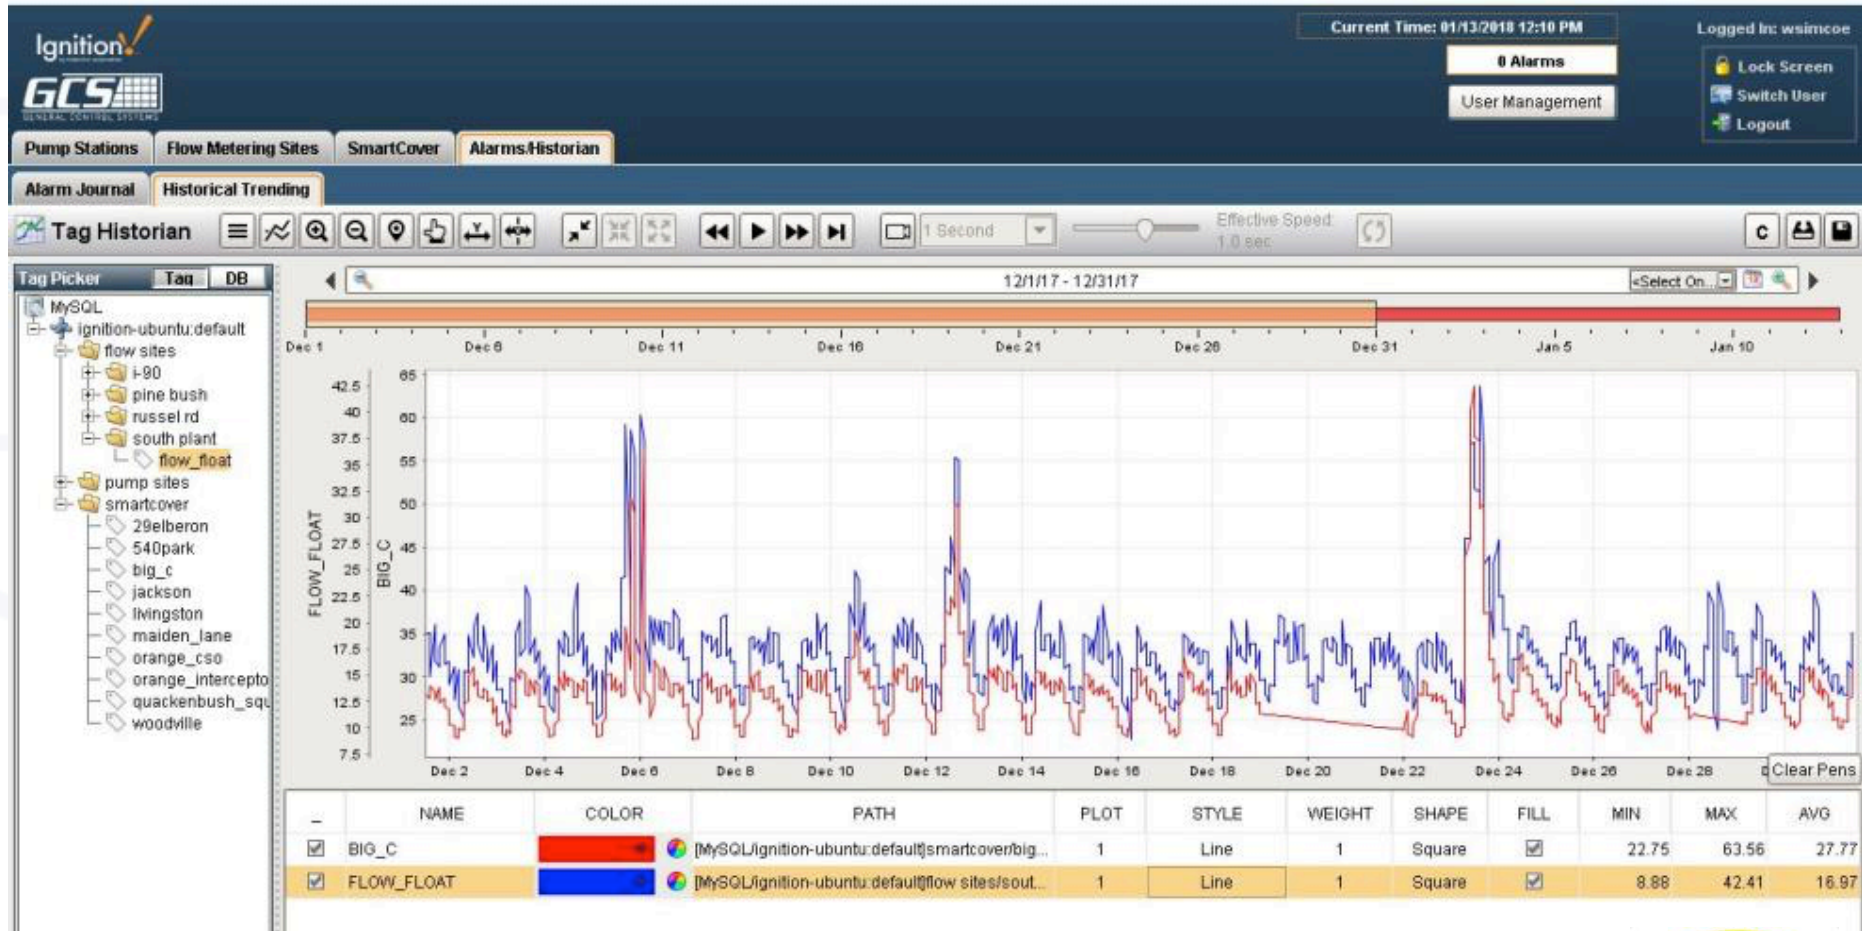 Ignition!
Current Time: 01/13/2018 12:10 PM
Logged In: wsimcoe
0 Alarms
Lock Screen
GCS
GENERAL CONTROL SYSTEMS
User Management
Switch User
Logout
Pump Stations Flow Metering Sites SmartCover Alarms/Historian
Alarm Journal Historical Trending
Tag Historian
1 Second
Effective Speed:
1.0 sec
C
Tag Picker Tag DB
12/1/17 - 12/31/17
<Select On...
MySQL
ignition-ubuntu:default
flow sites
i-90
pine bush
russel rd
south plant
flow_float
pump sites
smartcover
29elberon
540park
big_c
jackson
livingston
maiden_lane
orange_cso
orange_intercepto
quackenbush_squ
woodville
Dec 1 Dec 6 Dec 11 Dec 16 Dec 21 Dec 26 Dec 31 Jan 5 Jan 10
FLOW_FLOAT
42.5
40
37.5
35
32.5
30
27.5
25
22.5
20
17.5
15
12.5
10
7.5
BIG_C
65
60
55
50
45
40
35
30
25
Dec 2 Dec 4 Dec 6 Dec 8 Dec 10 Dec 12 Dec 14 Dec 16 Dec 18 Dec 20 Dec 22 Dec 24 Dec 26 Dec 28
Clear Pens
_ NAME COLOR PATH PLOT STYLE WEIGHT SHAPE FILL MIN MAX AVG
BIG_C [MySQL/ignition-ubuntu:default]smartcover/big... 1 Line 1 Square 22.75 63.56 27.77
FLOW_FLOAT [MySQL/ignition-ubuntu:default]flow sites/sout... 1 Line 1 Square 8.88 42.41 16.97